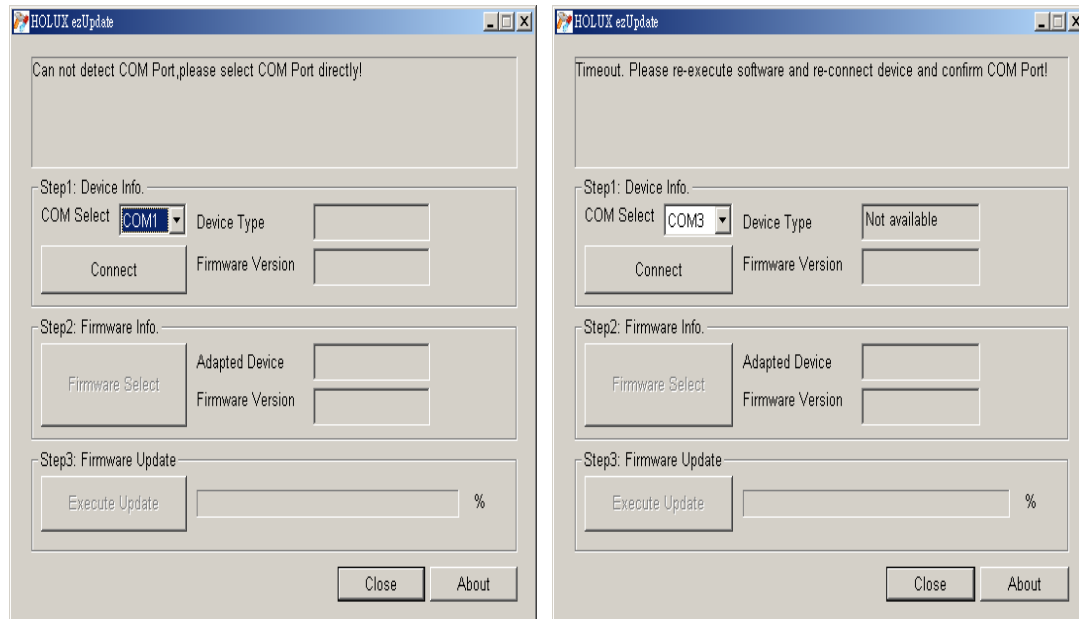 HOLUX ezUpdate
Can not detect COM Port,please select COM Port directly!
Step1: Device Info.
COM Select COM1 Device Type
Connect Firmware Version
Step2: Firmware Info.
Firmware Select Adapted Device
Firmware Version
Step3: Firmware Update
Execute Update %
Close About
HOLUX ezUpdate
Timeout. Please re-execute software and re-connect device and confirm COM Port!
Step1: Device Info.
COM Select COM3 Device Type Not available
Connect Firmware Version
Step2: Firmware Info.
Firmware Select Adapted Device
Firmware Version
Step3: Firmware Update
Execute Update %
Close About